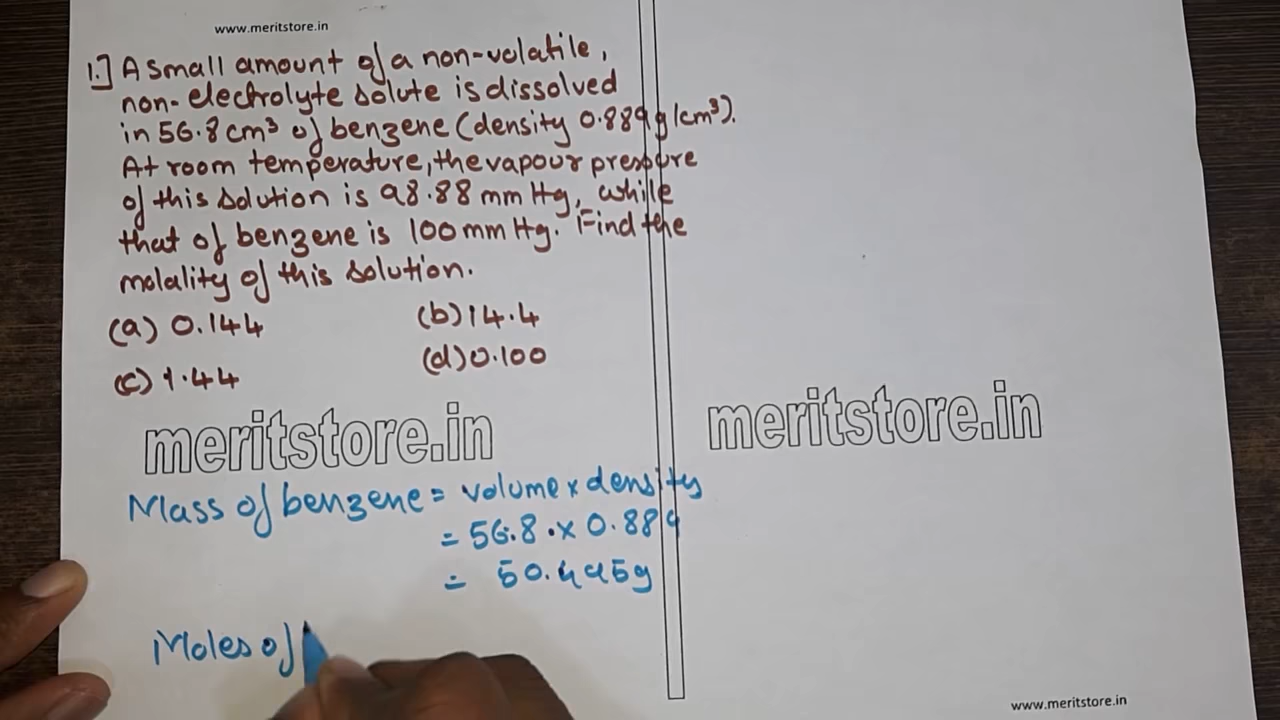 www.meritstore.in
1.] A small amount of a non-volatile,
non-electrolyte solute is dissolved
in 56.8 cm³ of benzene (density 0.889 g/cm³).
At room temperature, the vapour pressure
of this solution is 98.88 mm Hg, while
that of benzene is 100 mm Hg. Find the
molality of this solution.
(a) 0.144 (b) 14.4
(c) 1.44 (d) 0.100
meritstore.in meritstore.in
Mass of benzene = volume × density
= 56.8 × 0.889
= 50.495g
Moles of
www.meritstore.in